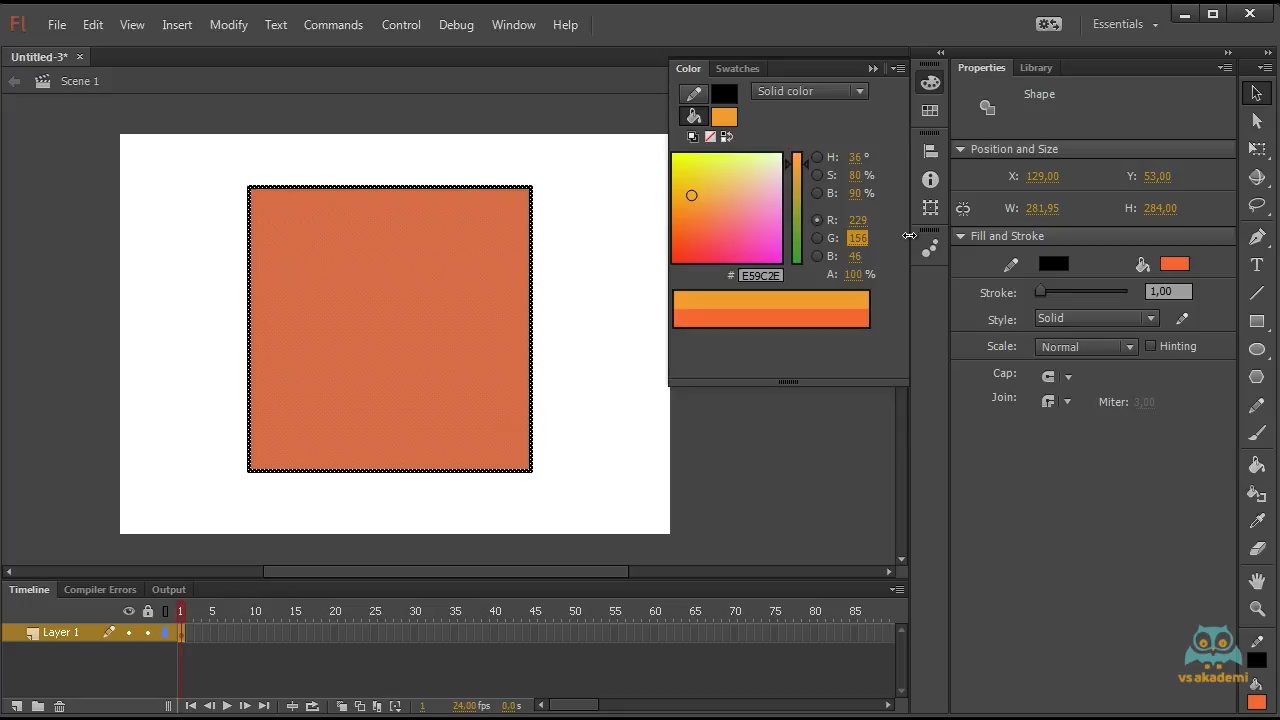 Fl File Edit View Insert Modify Text Commands Control Debug Window Help Essentials
Untitled-3* ×
Scene 1
Color Swatches
Solid color
H: 36 °
S: 80 %
B: 90 %
R: 229
G: 156
B: 46
A: 100 %
# E59C2E
Properties Library
Shape
Position and Size
X: 129,00 Y: 53,00
W: 281,95 H: 284,00
Fill and Stroke
Stroke: 1,00
Style: Solid
Scale: Normal Hinting
Cap:
Join: Miter: 3,00
Timeline Compiler Errors Output
1 5 10 15 20 25 30 35 40 45 50 55 60 65 70 75 80 85
Layer 1
1 24,00 fps 0,0 s
vsakademi